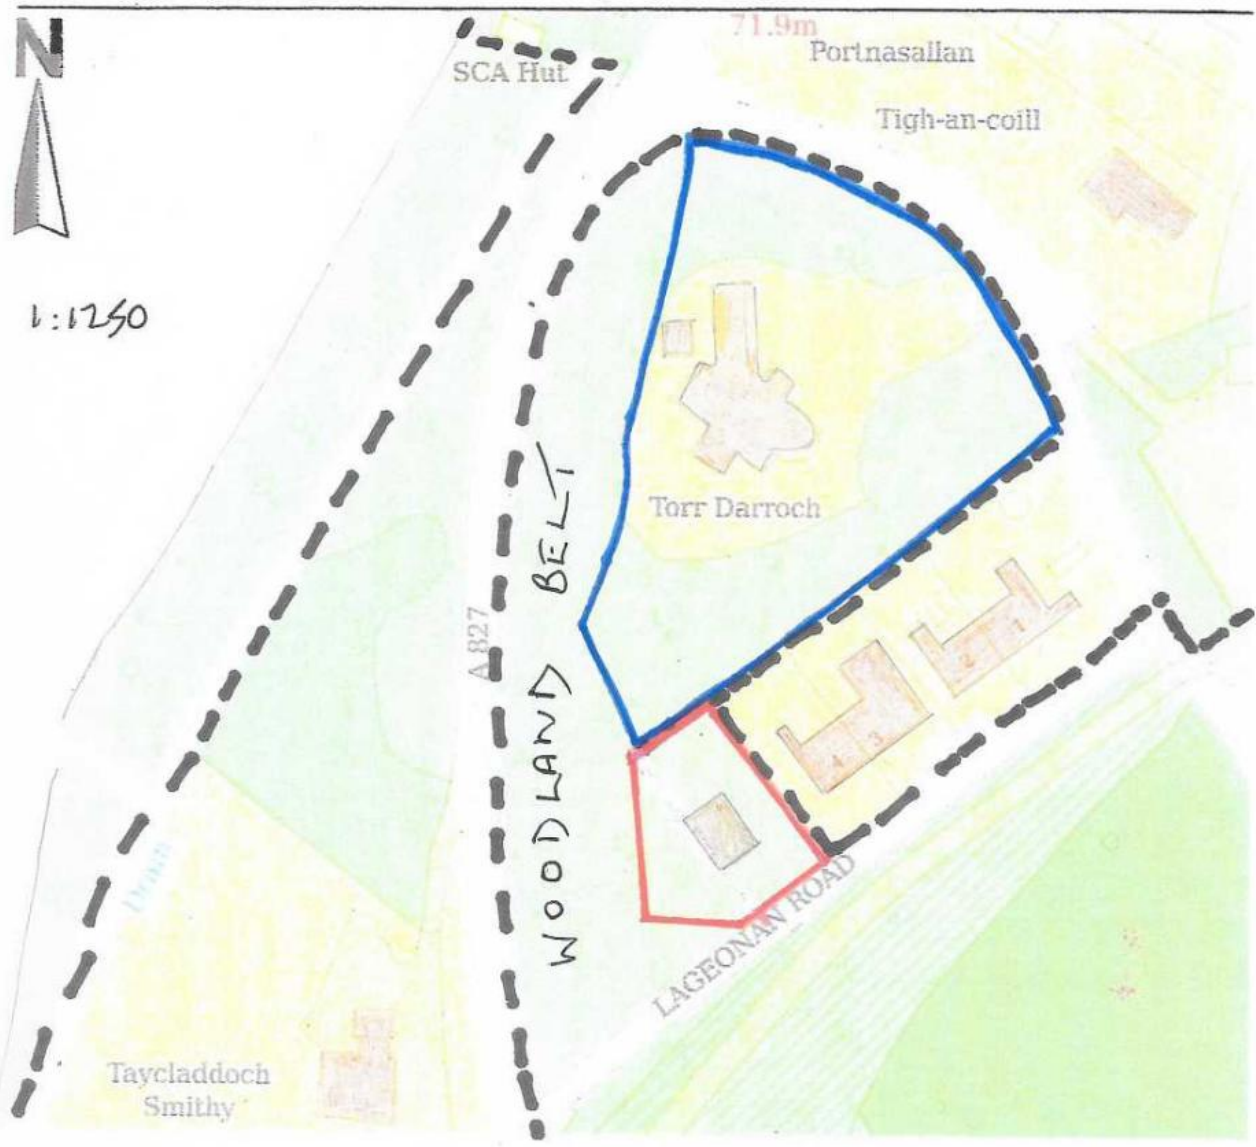 N
71.9m
Portnasallan
SCA Hut
Tigh-an-coill
1:1250
Torr Darroch
A 827
WOODLAND BELT
1
2
3
4
LAGEONAN ROAD
Drain
Taycladdoch
Smithy